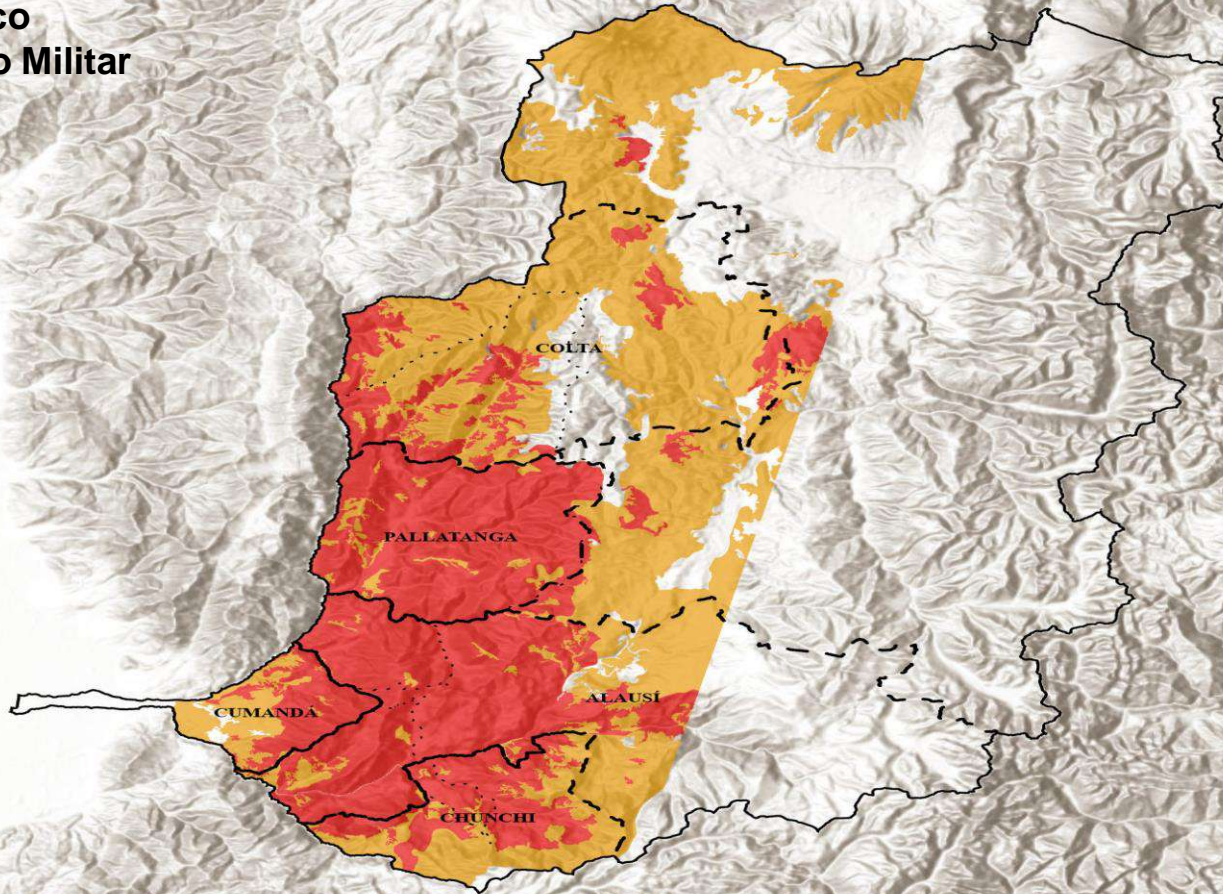 co
o Militar
COLTA
PALLATANGA
ALAUSÍ
CUMANDÁ
CHUNCHI